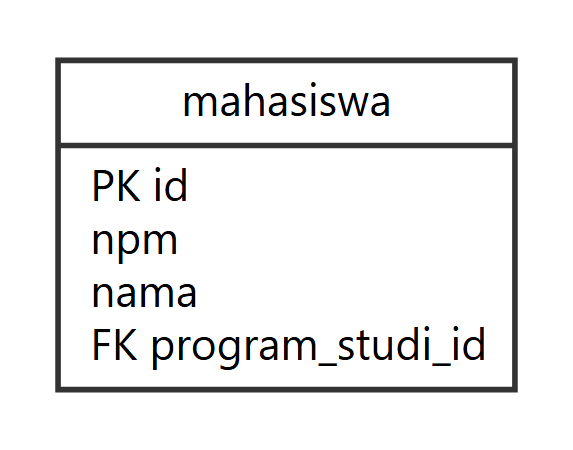 mahasiswa
PK id
npm
nama
FK program_studi_id